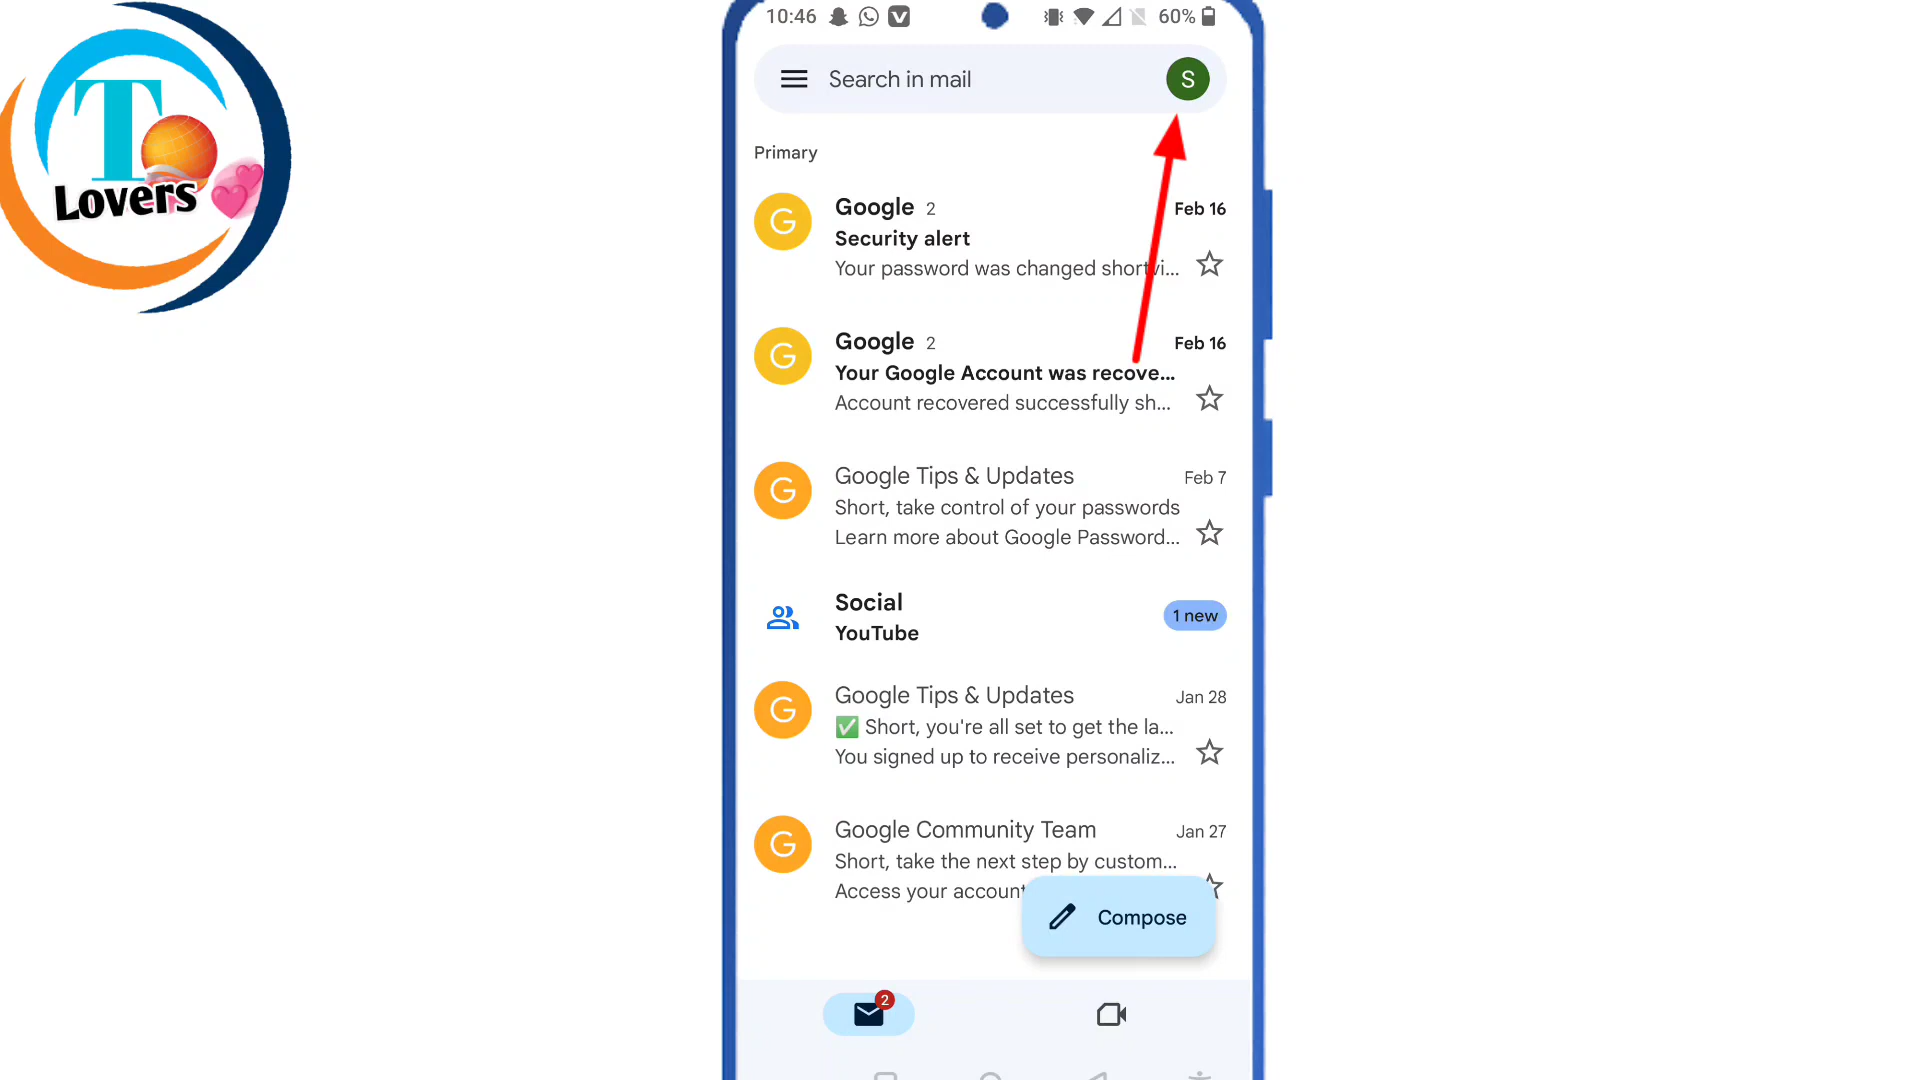 T
Lovers
10:46
60%
Search in mail
S
Primary
G
Google 2
Feb 16
Security alert
Your password was changed shortvi...
G
Google 2
Feb 16
Your Google Account was recove...
Account recovered successfully sh...
G
Google Tips & Updates
Feb 7
Short, take control of your passwords
Learn more about Google Password...
Social
YouTube
1 new
G
Google Tips & Updates
Jan 28
✅ Short, you're all set to get the la...
You signed up to receive personaliz...
G
Google Community Team
Jan 27
Short, take the next step by custom...
Access your account
Compose
2